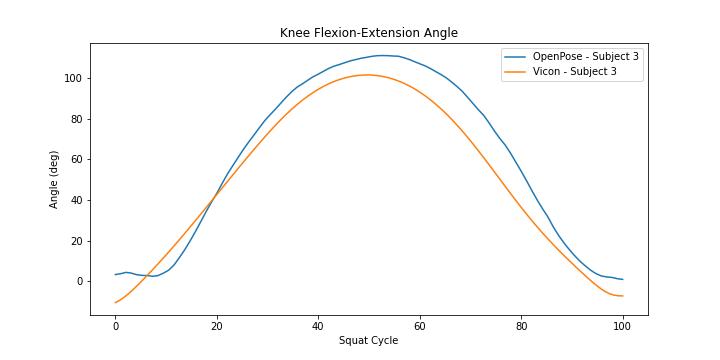 Knee Flexion-Extension Angle
OpenPose - Subject 3
Vicon - Subject 3
Angle (deg)
100
80
60
40
20
0
0 20 40 60 80 100
Squat Cycle